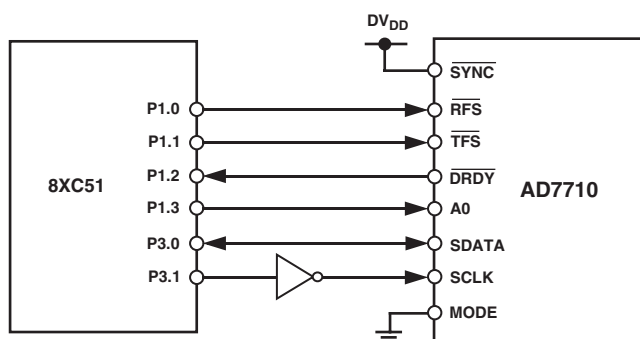 DVDD
SYNC
P1.0 RFS
P1.1 TFS
P1.2 DRDY
8XC51 AD7710
P1.3 A0
P3.0 SDATA
P3.1 SCLK
MODE